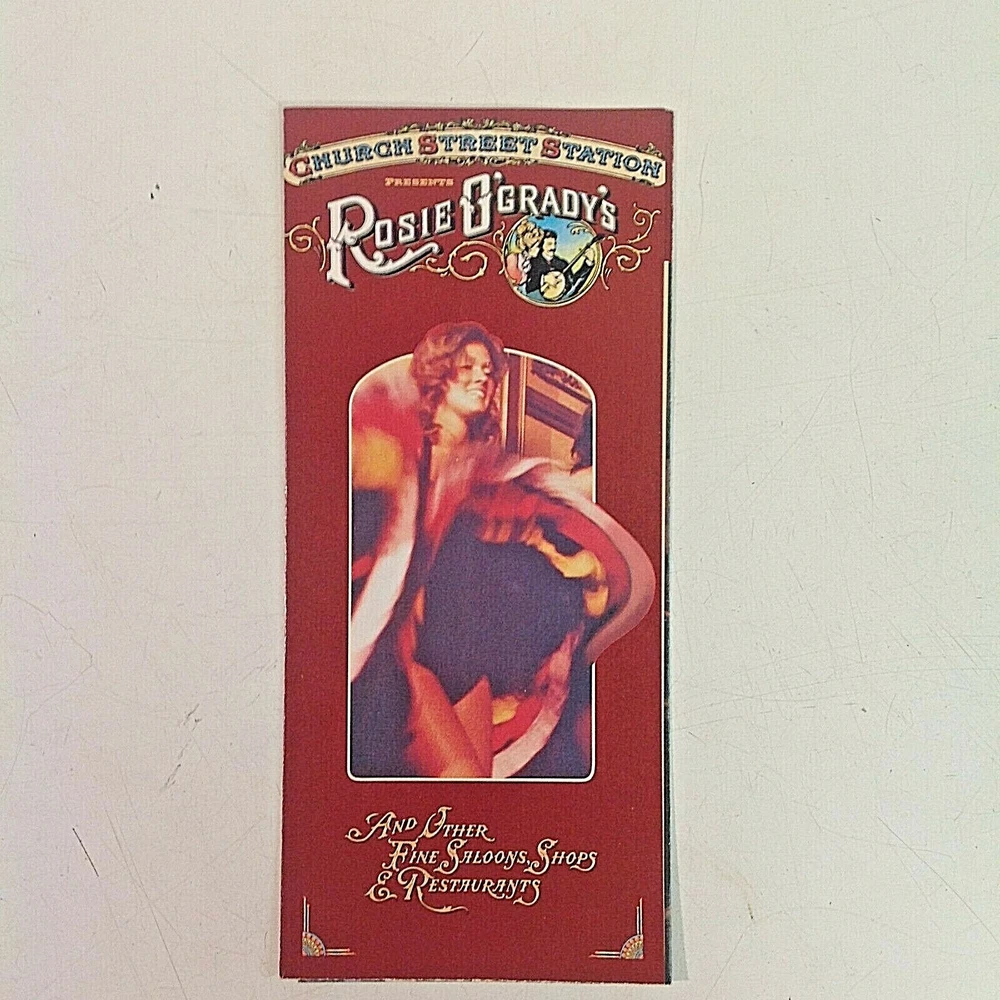 CHURCH STREET STATION
PRESENTS
ROSIE O'GRADY'S
AND OTHER
FINE SALOONS, SHOPS
& RESTAURANTS